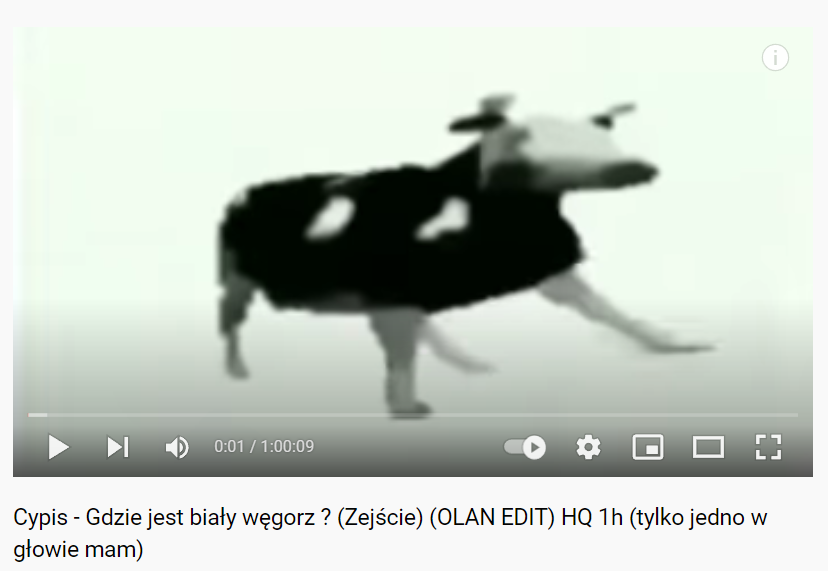 0:01 / 1:00:09
Cypis - Gdzie jest biały węgorz ? (Zejście) (OLAN EDIT) HQ 1h (tylko jedno w
głowie mam)